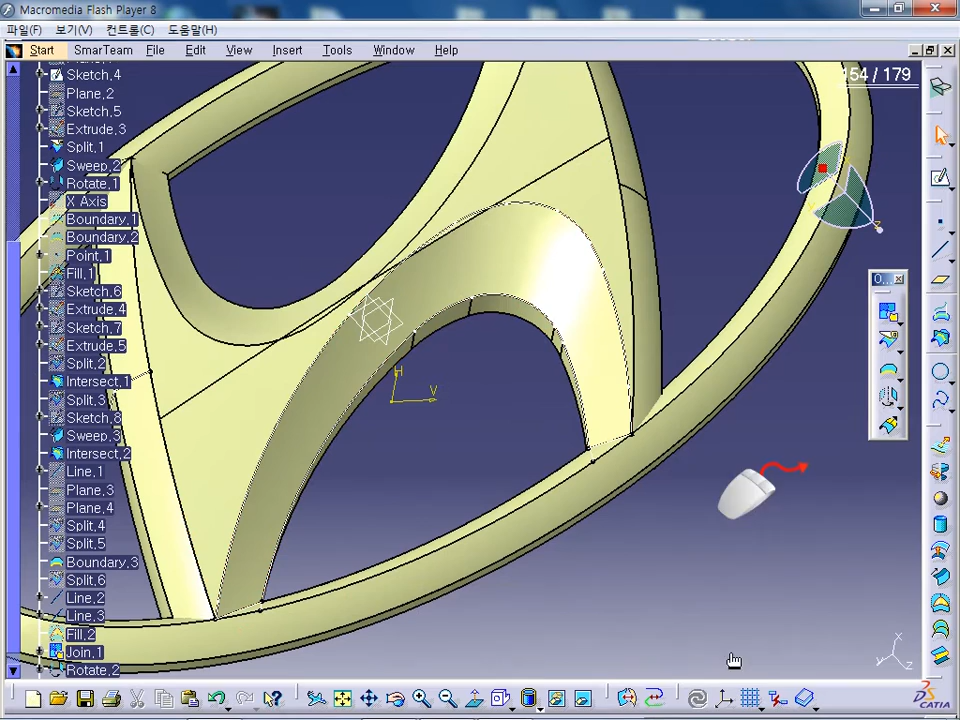 Macromedia Flash Player 8
파일(F) 보기(V) 컨트롤(C) 도움말(H)
Start SmarTeam File Edit View Insert Tools Window Help
154 / 179
Sketch,4
Plane,2
Sketch,5
Extrude,3
Split,1
Sweep,2
Rotate,1
X Axis
Boundary,1
Boundary,2
Point,1
Fill,1
Sketch,6
Extrude,4
Sketch,7
Extrude,5
Split,2
Intersect,1
Split,3
Sketch,8
Sweep,3
Intersect,2
Line,1
Plane,3
Plane,4
Split,4
Split,5
Boundary,3
Split,6
Line,2
Line,3
Fill,2
Join,1
Rotate,2
H
V
O...
x
y
z
CATIA